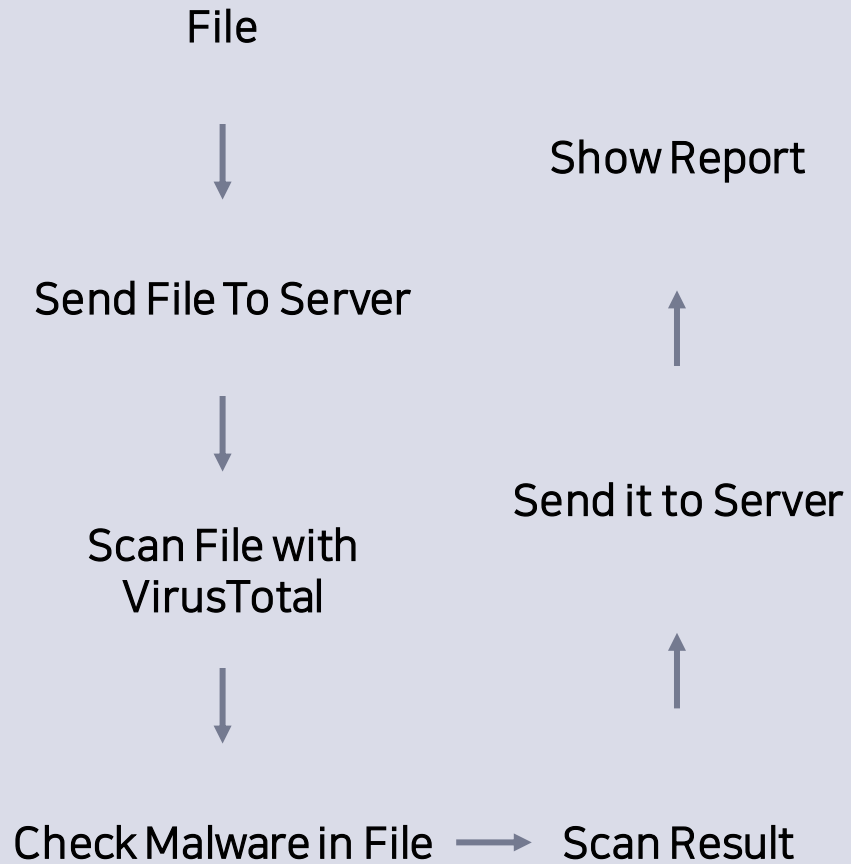 File
Send File To Server
Scan File with
VirusTotal
Check Malware in File
Scan Result
Send it to Server
Show Report